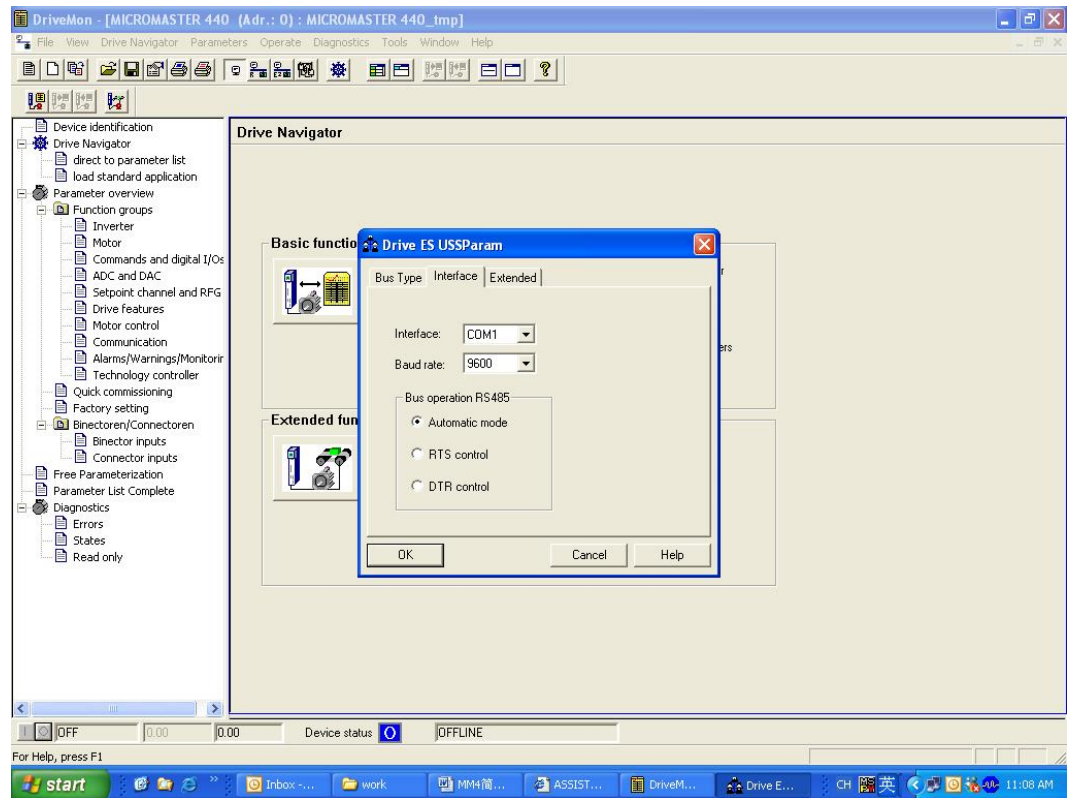 DriveMon - [MICROMASTER 440 (Adr.: 0) : MICROMASTER 440_tmp]
File View Drive Navigator Parameters Operate Diagnostics Tools Window Help
Device identification
Drive Navigator
direct to parameter list
load standard application
Parameter overview
Function groups
Inverter
Motor
Commands and digital I/Os
ADC and DAC
Setpoint channel and RFG
Drive features
Motor control
Communication
Alarms/Warnings/Monitorir
Technology controller
Quick commissioning
Factory setting
Binectoren/Connectoren
Binector inputs
Connector inputs
Free Parameterization
Parameter List Complete
Diagnostics
Errors
States
Read only
Drive Navigator
Basic functio
Extended fun
r
ers
Drive ES USSParam
Bus Type Interface Extended
Interface: COM1
Baud rate: 9600
Bus operation RS485
Automatic mode
RTS control
DTR control
OK Cancel Help
OFF 0.00 0.00 Device status OFFLINE
For Help, press F1
start Inbox -... work MM4简... ASSIST... DriveM... Drive E... CH 英 11:08 AM